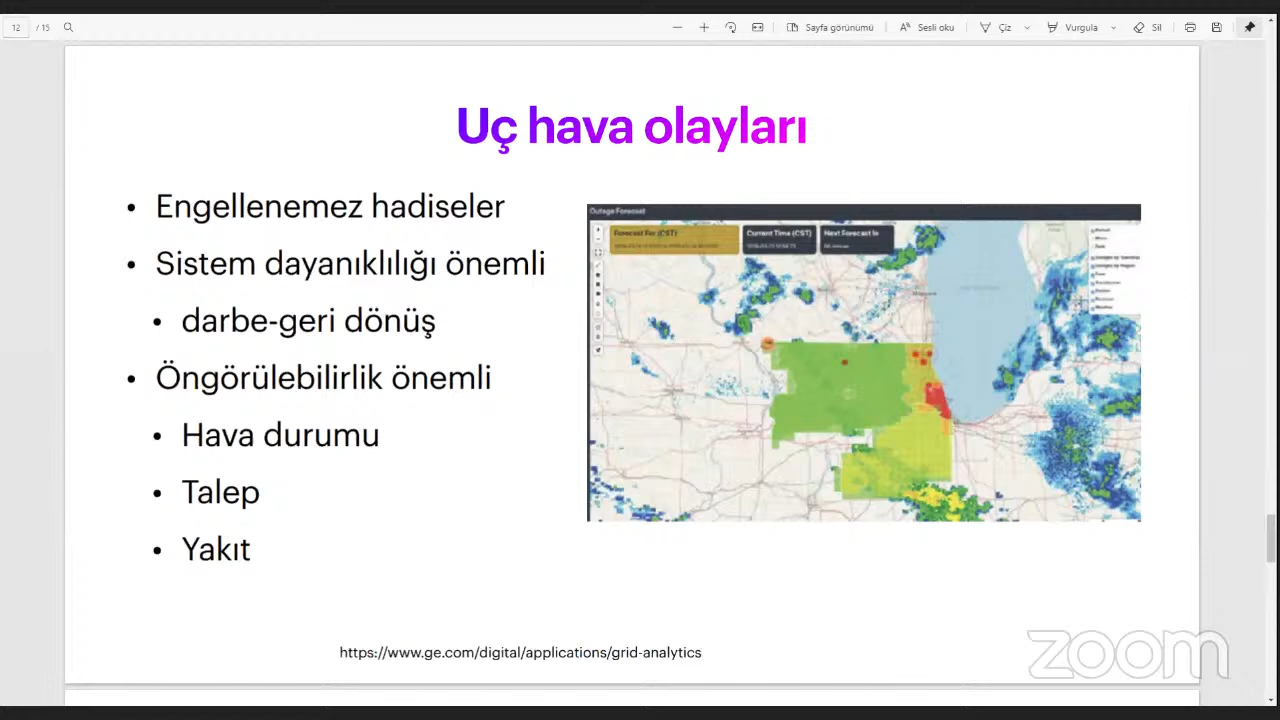 12 / 15 Sayfa görünümü Sesli oku Çiz Vurgula Sil
Uç hava olayları
• Engellenemez hadiseler
• Sistem dayanıklıığı önemli
• darbe-geri dönüş
• Öngörülebilirlik önemli
• Hava durumu
• Talep
• Yakıt
Outage Forecast
Forecast For (CST)
Current Time (CST)
Next Forecast In
https://www.ge.com/digital/applications/grid-analytics
zoom